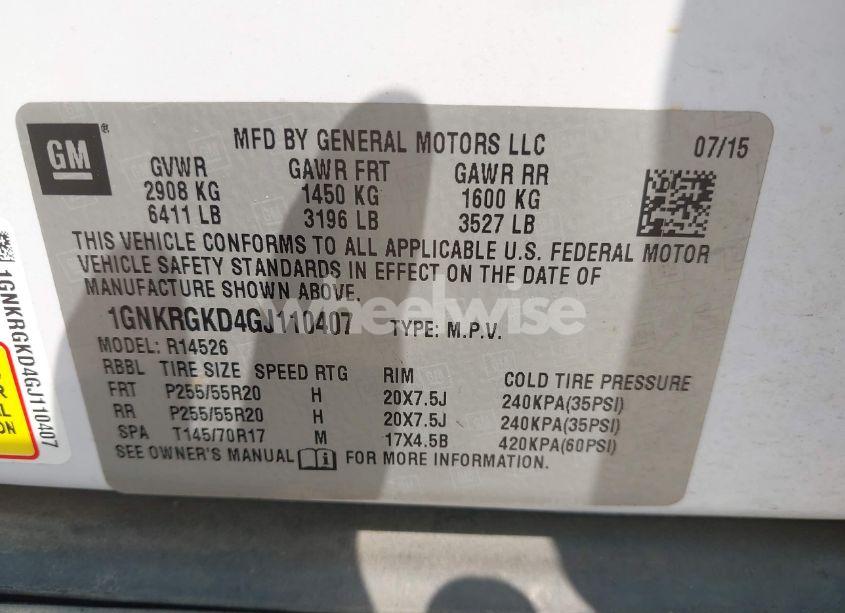 GM®
MFD BY GENERAL MOTORS LLC 07/15
GVWR GAWR FRT GAWR RR
2908 KG 1450 KG 1600 KG
6411 LB 3196 LB 3527 LB
THIS VEHICLE CONFORMS TO ALL APPLICABLE U.S. FEDERAL MOTOR
VEHICLE SAFETY STANDARDS IN EFFECT ON THE DATE OF
MANUFACTURE SHOWN ABOVE.
1GNKRGKD4GJ110407 TYPE: M.P.V.
MODEL: R14526
RBBL TIRE SIZE SPEED RTG RIM COLD TIRE PRESSURE
FRT P255/55R20 H 20X7.5J 240KPA(35PSI)
RR P255/55R20 H 20X7.5J 240KPA(35PSI)
SPA T145/70R17 M 17X4.5B 420KPA(60PSI)
SEE OWNER'S MANUAL i FOR MORE INFORMATION.
1GNKRGKD4GJ110407
wheelwise